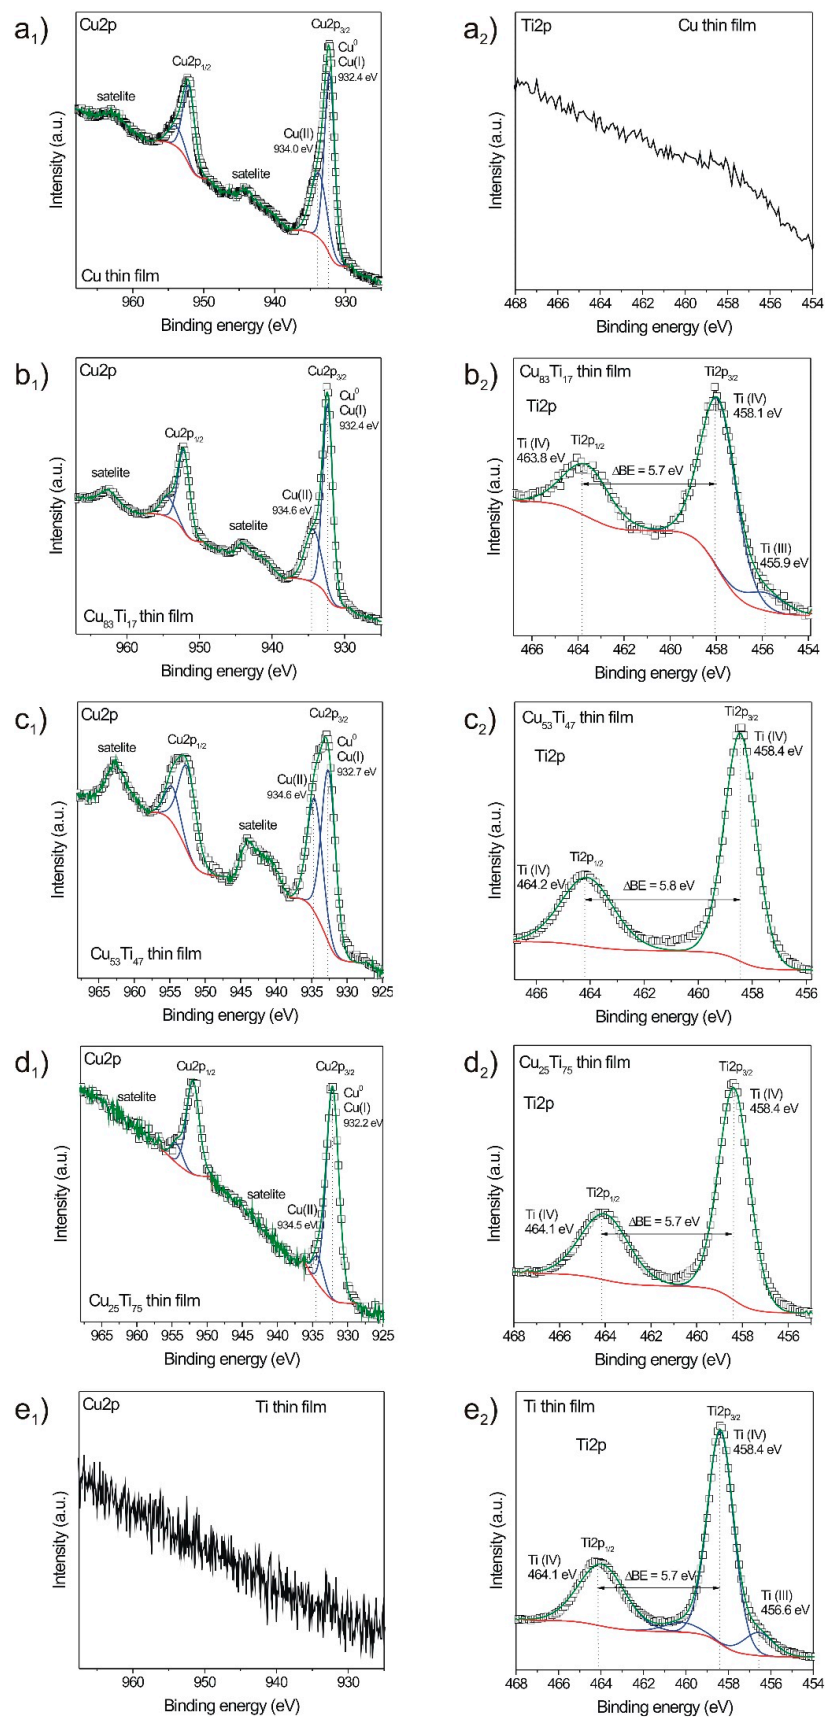 a₁)
Cu2p
Cu2p₃/₂
Cu⁰
Cu(I)
932.4 eV
Cu2p₁/₂
satelite
Cu(II)
934.0 eV
satelite
Cu thin film
Intensity (a.u.)
960 950 940 930
Binding energy (eV)
a₂)
Ti2p
Cu thin film
Intensity (a.u.)
468 466 464 462 460 458 456 454
Binding energy (eV)
b₁)
Cu2p
Cu2p₃/₂
Cu⁰
Cu(I)
932.4 eV
Cu2p₁/₂
satelite
Cu(II)
934.6 eV
satelite
Cu₈₃Ti₁₇ thin film
Intensity (a.u.)
960 950 940 930
Binding energy (eV)
b₂)
Cu₈₃Ti₁₇ thin film
Ti2p₃/₂
Ti2p
Ti (IV)
458.1 eV
Ti (IV)
463.8 eV
Ti2p₁/₂
ΔBE = 5.7 eV
Ti (III)
455.9 eV
Intensity (a.u.)
466 464 462 460 458 456 454
Binding energy (eV)
c₁)
Cu2p
Cu2p₃/₂
Cu⁰
Cu(I)
932.7 eV
satelite
Cu2p₁/₂
Cu(II)
934.6 eV
satelite
Cu₅₃Ti₄₇ thin film
Intensity (a.u.)
965 960 955 950 945 940 935 930 925
Binding energy (eV)
c₂)
Cu₅₃Ti₄₇ thin film
Ti2p₃/₂
Ti2p
Ti (IV)
458.4 eV
Ti (IV)
464.2 eV
Ti2p₁/₂
ΔBE = 5.8 eV
Intensity (a.u.)
466 464 462 460 458 456
Binding energy (eV)
d₁)
Cu2p
Cu2p₁/₂
Cu2p₃/₂
Cu⁰
Cu(I)
932.2 eV
satelite
satelite
Cu(II)
934.5 eV
Cu₂₅Ti₇₅ thin film
Intensity (a.u.)
965 960 955 950 945 940 935 930 925
Binding energy (eV)
d₂)
Cu₂₅Ti₇₅ thin film
Ti2p₃/₂
Ti2p
Ti (IV)
458.4 eV
Ti (IV)
464.1 eV
Ti2p₁/₂
ΔBE = 5.7 eV
Intensity (a.u.)
468 466 464 462 460 458 456
Binding energy (eV)
e₁)
Cu2p
Ti thin film
Intensity (a.u.)
960 950 940 930
Binding energy (eV)
e₂)
Ti thin film
Ti2p₃/₂
Ti2p
Ti (IV)
458.4 eV
Ti (IV)
464.1 eV
Ti2p₁/₂
ΔBE = 5.7 eV
Ti (III)
456.6 eV
Intensity (a.u.)
468 466 464 462 460 458 456 454
Binding energy (eV)